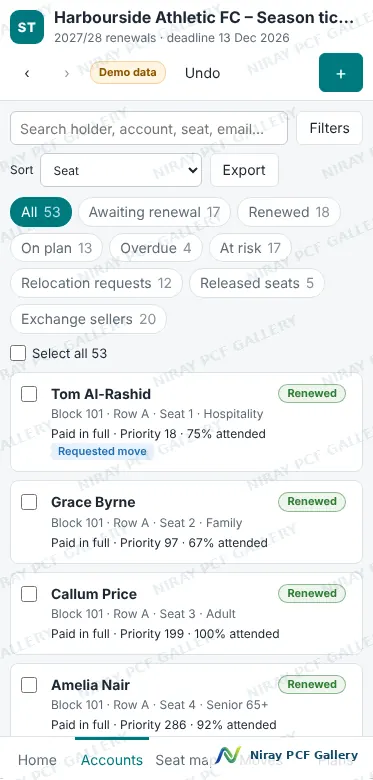 ST
Harbourside Athletic FC – Season tic...
2027/28 renewals · deadline 13 Dec 2026
‹ › Demo data Undo +
Search holder, account, seat, email... Filters
Sort Seat Export
All 53 Awaiting renewal 17 Renewed 18
On plan 13 Overdue 4 At risk 17
Relocation requests 12 Released seats 5
Exchange sellers 20
Select all 53
Tom Al-Rashid Renewed
Block 101 · Row A · Seat 1 · Hospitality
Paid in full · Priority 18 · 75% attended
Requested move
Grace Byrne Renewed
Block 101 · Row A · Seat 2 · Family
Paid in full · Priority 97 · 67% attended
Callum Price Renewed
Block 101 · Row A · Seat 3 · Adult
Paid in full · Priority 199 · 100% attended
Amelia Nair Renewed
Block 101 · Row A · Seat 4 · Senior 65+
Paid in full · Priority 286 · 92% attended
Home Accounts Seat ma
Niray PCF Gallery
NIRAY PCF GALLERY